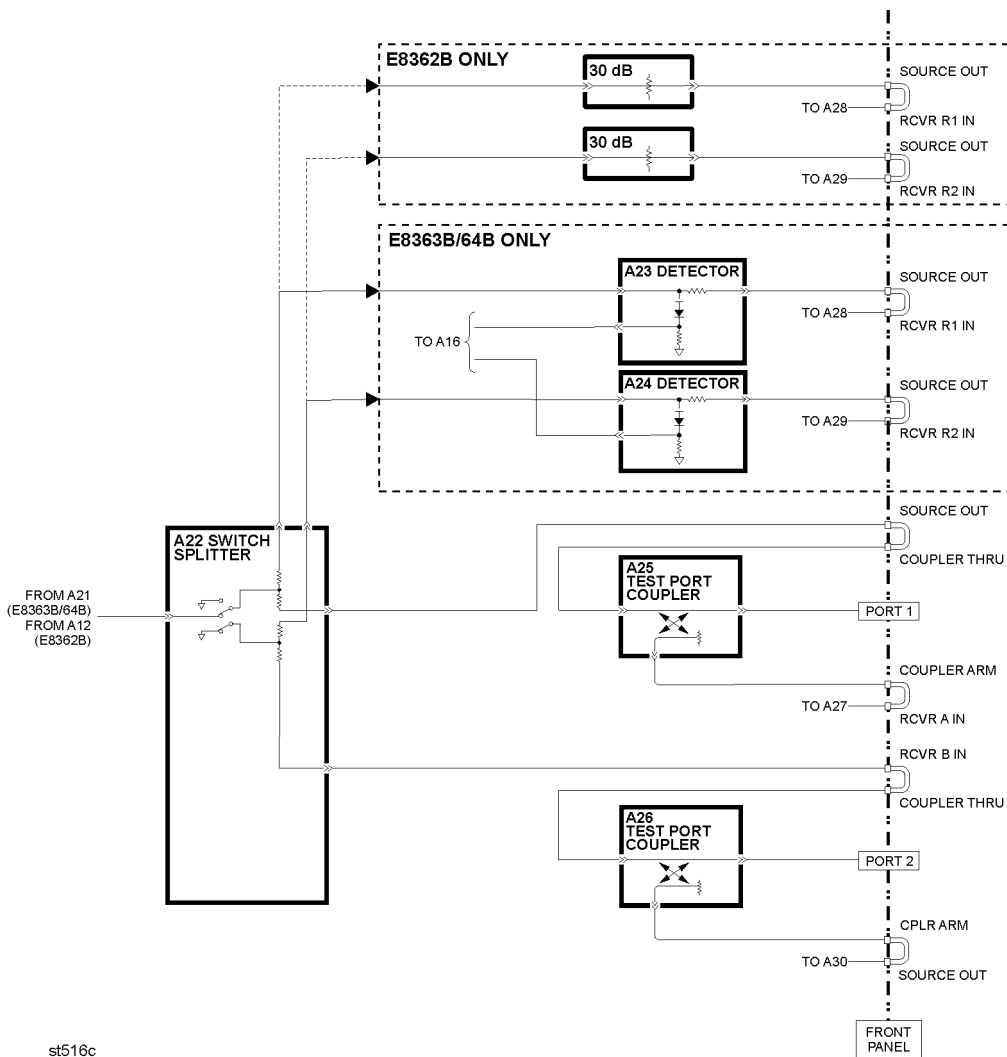 E8362B ONLY
30 dB
SOURCE OUT
TO A28
RCVR R1 IN
30 dB
SOURCE OUT
TO A29
RCVR R2 IN
E8363B/64B ONLY
A23 DETECTOR
SOURCE OUT
TO A28
RCVR R1 IN
TO A16
A24 DETECTOR
SOURCE OUT
TO A29
RCVR R2 IN
A22 SWITCH
SPLITTER
SOURCE OUT
COUPLER THRU
A25
TEST PORT
COUPLER
FROM A21
(E8363B/64B)
FROM A12
(E8362B)
PORT 1
COUPLER ARM
TO A27
RCVR A IN
RCVR B IN
COUPLER THRU
A26
TEST PORT
COUPLER
PORT 2
CPLR ARM
TO A30
SOURCE OUT
FRONT
PANEL
st516c